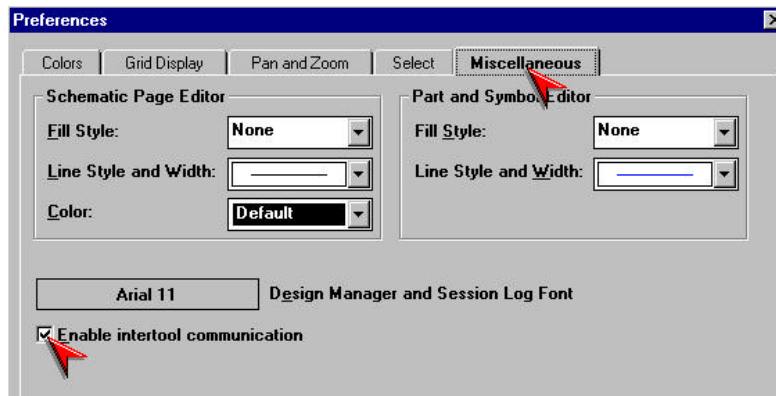 Preferences
Colors Grid Display Pan and Zoom Select Miscellaneous
Schematic Page Editor
Fill Style: None
Line Style and Width:
Color: Default
Part and Symbol Editor
Fill Style: None
Line Style and Width:
Arial 11 Design Manager and Session Log Font
Enable intertool communication